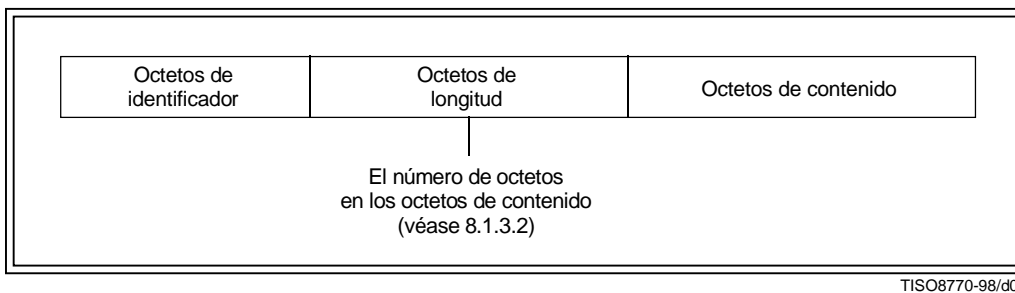 Octetos de
identificador
Octetos de
longitud
Octetos de contenido
El número de octetos
en los octetos de contenido
(véase 8.1.3.2)
TISO8770-98/d0